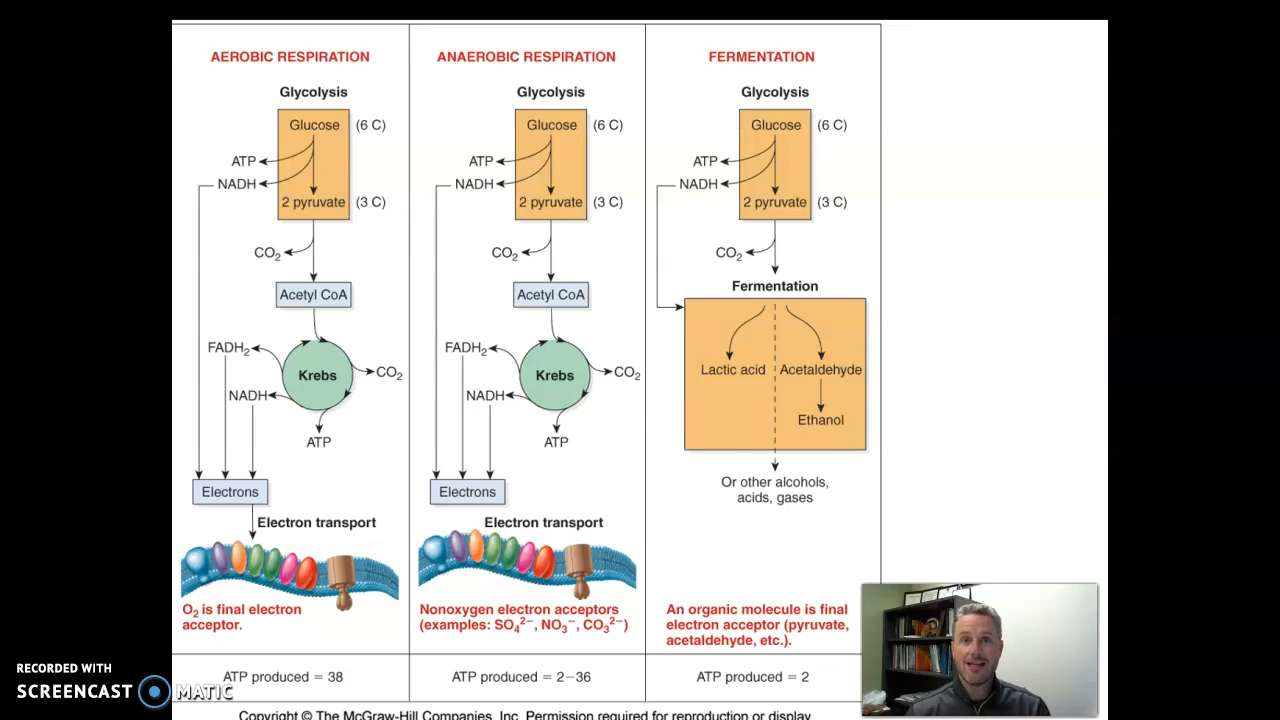 AEROBIC RESPIRATION
Glycolysis
Glucose (6 C)
ATP
NADH
2 pyruvate (3 C)
CO₂
Acetyl CoA
FADH₂
Krebs
CO₂
NADH
ATP
Electrons
Electron transport
O₂ is final electron
acceptor.
ATP produced = 38
ANAEROBIC RESPIRATION
Glycolysis
Glucose (6 C)
ATP
NADH
2 pyruvate (3 C)
CO₂
Acetyl CoA
FADH₂
Krebs
CO₂
NADH
ATP
Electrons
Electron transport
Nonoxygen electron acceptors
(examples: SO₄²⁻, NO₃⁻, CO₃²⁻)
ATP produced = 2–36
FERMENTATION
Glycolysis
Glucose (6 C)
ATP
NADH
2 pyruvate (3 C)
CO₂
Fermentation
Lactic acid Acetaldehyde
Ethanol
Or other alcohols,
acids, gases
An organic molecule is final
electron acceptor (pyruvate,
acetaldehyde, etc.).
ATP produced = 2
Copyright © The McGraw-Hill Companies, Inc. Permission required for reproduction or display
RECORDED WITH
SCREENCAST MATIC